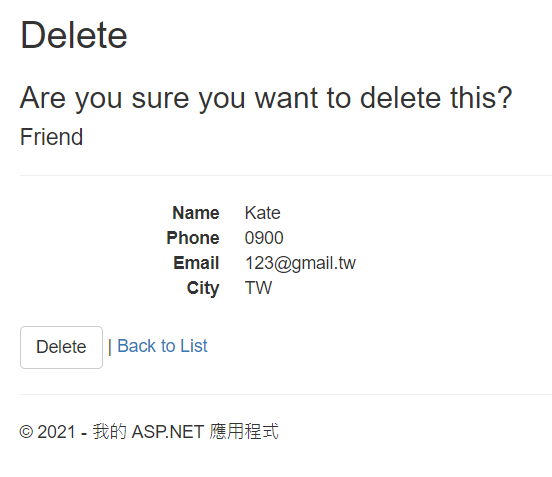 Delete
Are you sure you want to delete this?
Friend
Name Kate
Phone 0900
Email 123@gmail.tw
City TW
Delete | Back to List
© 2021 - 我的 ASP.NET 應用程式